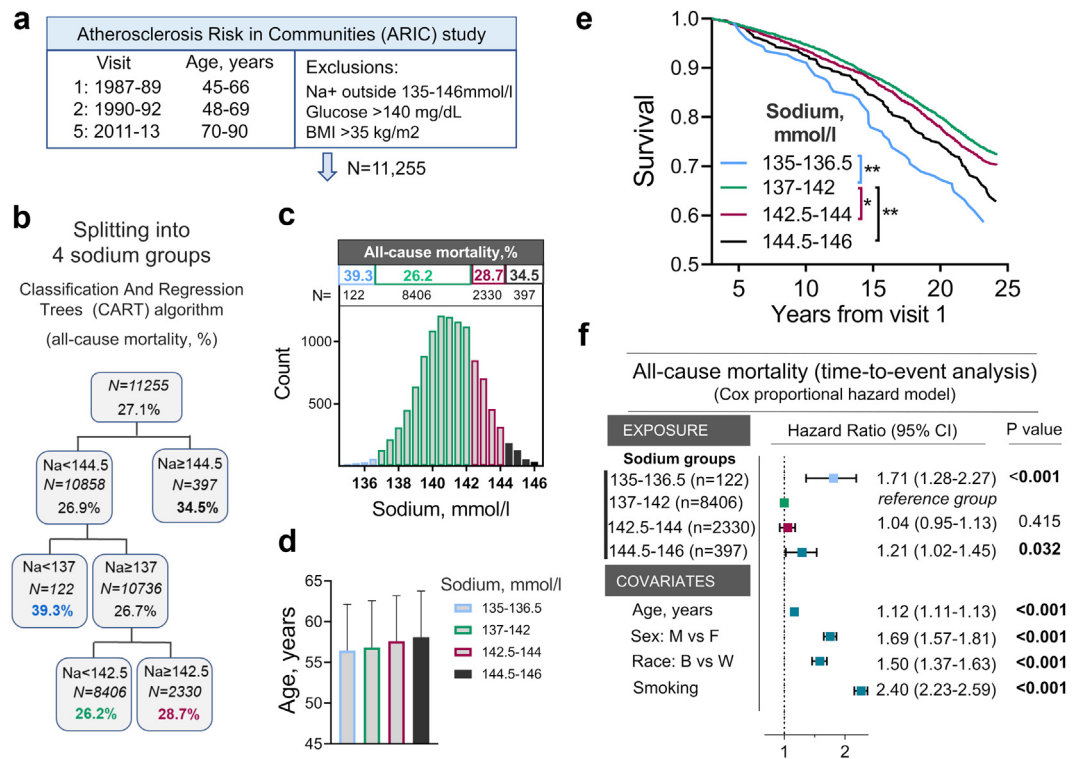 a
Atherosclerosis Risk in Communities (ARIC) study
Visit Age, years
1: 1987-89 45-66
2: 1990-92 48-69
5: 2011-13 70-90
Exclusions:
Na+ outside 135-146mmol/l
Glucose >140 mg/dL
BMI >35 kg/m2
N=11,255
b
Splitting into
4 sodium groups
Classification And Regression
Trees (CART) algorithm
(all-cause mortality, %)
N=11255
27.1%
Na<144.5
N=10858
26.9%
Na≥144.5
N=397
34.5%
Na<137
N=122
39.3%
Na≥137
N=10736
26.7%
Na<142.5
N=8406
26.2%
Na≥142.5
N=2330
28.7%
c
All-cause mortality,%
39.3 26.2 28.7 34.5
N= 122 8406 2330 397
Count
1000
500
136 138 140 142 144 146
Sodium, mmol/l
d
Age, years
65
60
55
50
45
Sodium, mmol/l
135-136.5
137-142
142.5-144
144.5-146
e
Survival
1.0
0.9
0.8
0.7
0.6
0.5
Sodium,
mmol/l
135-136.5
137-142
142.5-144
144.5-146
**
*
**
5 10 15 20 25
Years from visit 1
f
All-cause mortality (time-to-event analysis)
(Cox proportional hazard model)
EXPOSURE Hazard Ratio (95% CI) P value
Sodium groups
135-136.5 (n=122) 1.71 (1.28-2.27) <0.001
137-142 (n=8406) reference group
142.5-144 (n=2330) 1.04 (0.95-1.13) 0.415
144.5-146 (n=397) 1.21 (1.02-1.45) 0.032
COVARIATES
Age, years 1.12 (1.11-1.13) <0.001
Sex: M vs F 1.69 (1.57-1.81) <0.001
Race: B vs W 1.50 (1.37-1.63) <0.001
Smoking 2.40 (2.23-2.59) <0.001
1 2